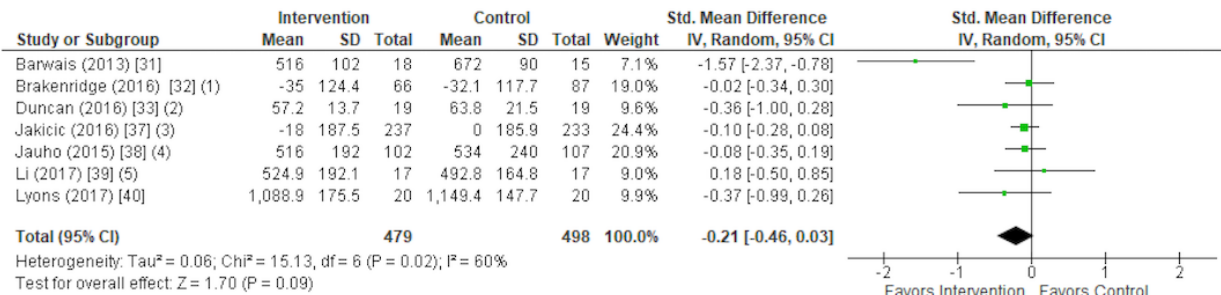 Intervention Control Std. Mean Difference Std. Mean Difference
Study or Subgroup Mean SD Total Mean SD Total Weight IV, Random, 95% CI IV, Random, 95% CI
Barwais (2013) [31] 516 102 18 672 90 15 7.1% -1.57 [-2.37, -0.78]
Brakenridge (2016) [32] (1) -35 124.4 66 -32.1 117.7 87 19.0% -0.02 [-0.34, 0.30]
Duncan (2016) [33] (2) 57.2 13.7 19 63.8 21.5 19 9.6% -0.36 [-1.00, 0.28]
Jakicic (2016) [37] (3) -18 187.5 237 0 185.9 233 24.4% -0.10 [-0.28, 0.08]
Jauho (2015) [38] (4) 516 192 102 534 240 107 20.9% -0.08 [-0.35, 0.19]
Li (2017) [39] (5) 524.9 192.1 17 492.8 164.8 17 9.0% 0.18 [-0.50, 0.85]
Lyons (2017) [40] 1,088.9 175.5 20 1,149.4 147.7 20 9.9% -0.37 [-0.99, 0.26]
Total (95% CI) 479 498 100.0% -0.21 [-0.46, 0.03]
Heterogeneity: Tau² = 0.06; Chi² = 15.13, df = 6 (P = 0.02); I² = 60%
Test for overall effect: Z = 1.70 (P = 0.09)
-2 -1 0 1 2
Favors Intervention Favors Control